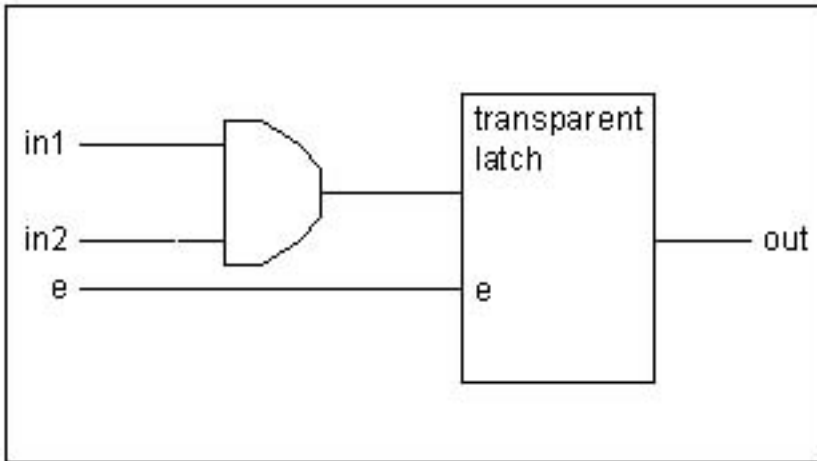 transparent
latch
in1
in2
out
e
e